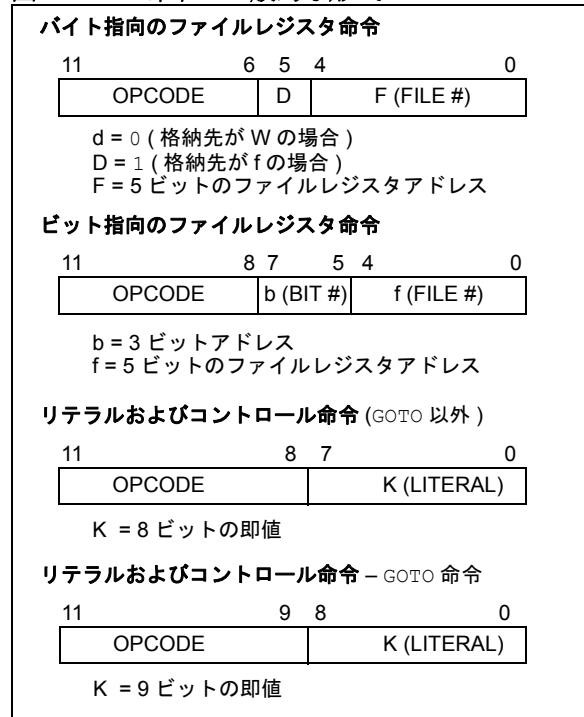 バイト指向のファイルレジスタ命令
11 6 5 4 0
OPCODE D F (FILE #)
d = 0 ( 格納先が W の場合 )
D = 1 ( 格納先が f の場合 )
F = 5 ビットのファイルレジスタアドレス
ビット指向のファイルレジスタ命令
11 8 7 5 4 0
OPCODE b (BIT #) f (FILE #)
b = 3 ビットアドレス
f = 5 ビットのファイルレジスタアドレス
リテラルおよびコントロール命令 (GOTO 以外 )
11 8 7 0
OPCODE K (LITERAL)
K = 8 ビットの即値
リテラルおよびコントロール命令 – GOTO 命令
11 9 8 0
OPCODE K (LITERAL)
K = 9 ビットの即値